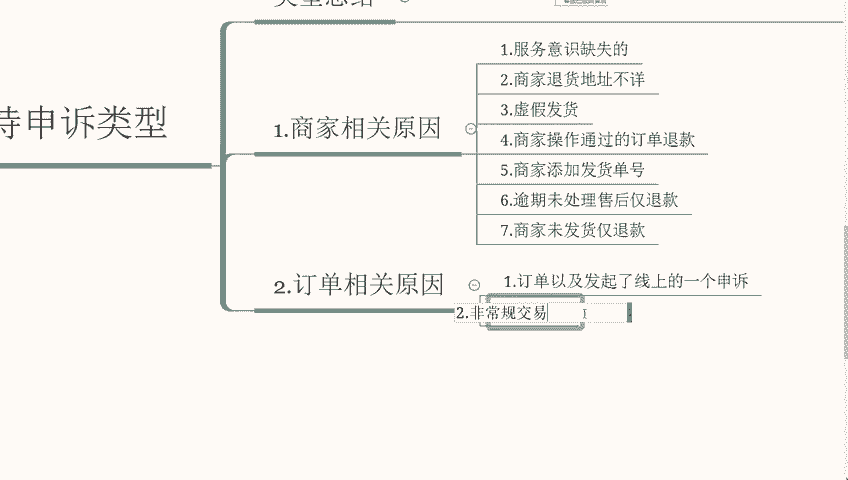 持申诉类型
1.商家相关原因
1.服务意识缺失的
2.商家退货地址不详
3.虚假发货
4.商家操作通过的订单退款
5.商家添加发货单号
6.逾期未处理售后仅退款
7.商家未发货仅退款
2.订单相关原因
1.订单以及发起了线上的一个申诉
2.非常规交易